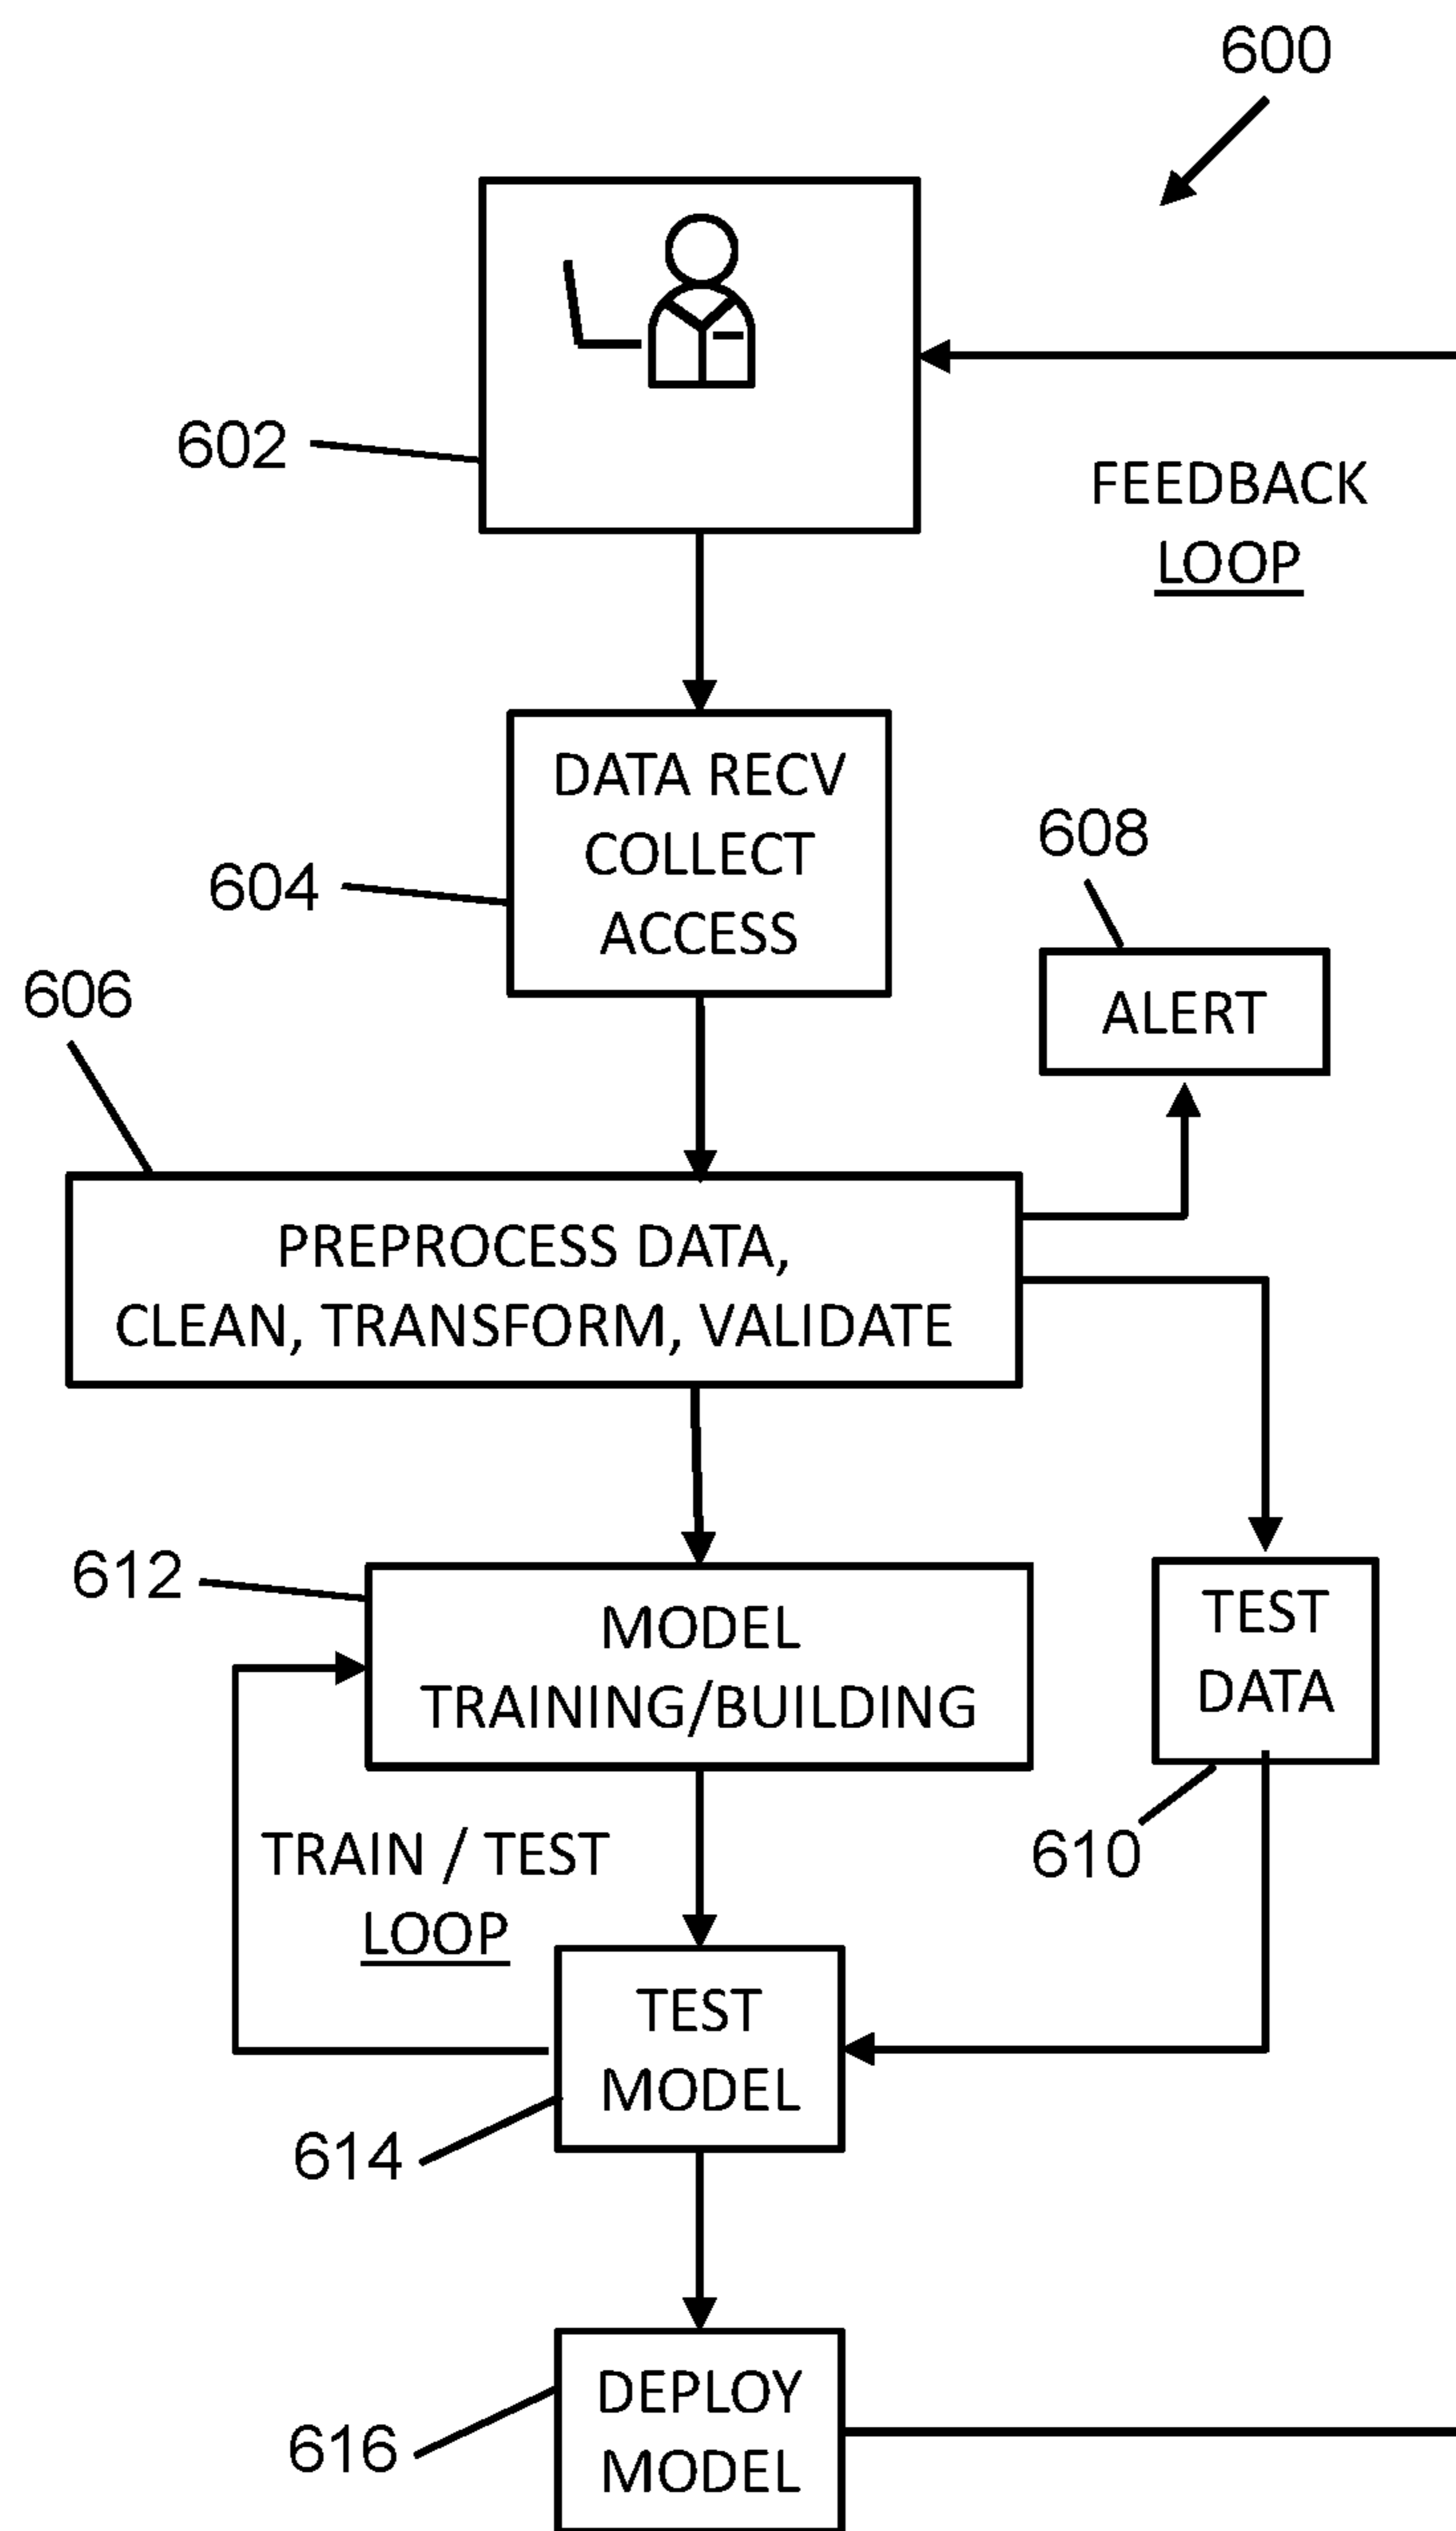 600
602
FEEDBACK
LOOP
DATA RECV
COLLECT
ACCESS
604
608
ALERT
606
PREPROCESS DATA,
CLEAN, TRANSFORM, VALIDATE
612
MODEL
TRAINING/BUILDING
TEST
DATA
610
TRAIN / TEST
LOOP
TEST
MODEL
614
DEPLOY
MODEL
616